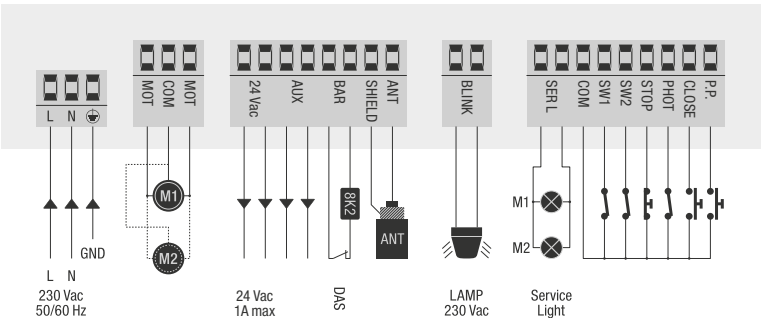 L N
MOT COM MOT
24 Vac AUX BAR SHIELD ANT
BLINK
SER L COM SW1 SW2 STOP PHOT CLOSE P.P.
M1
8K2
M1
M2
ANT
M2
GND
L N
230 Vac
50/60 Hz
24 Vac
1A max
DAS
LAMP
230 Vac
Service
Light